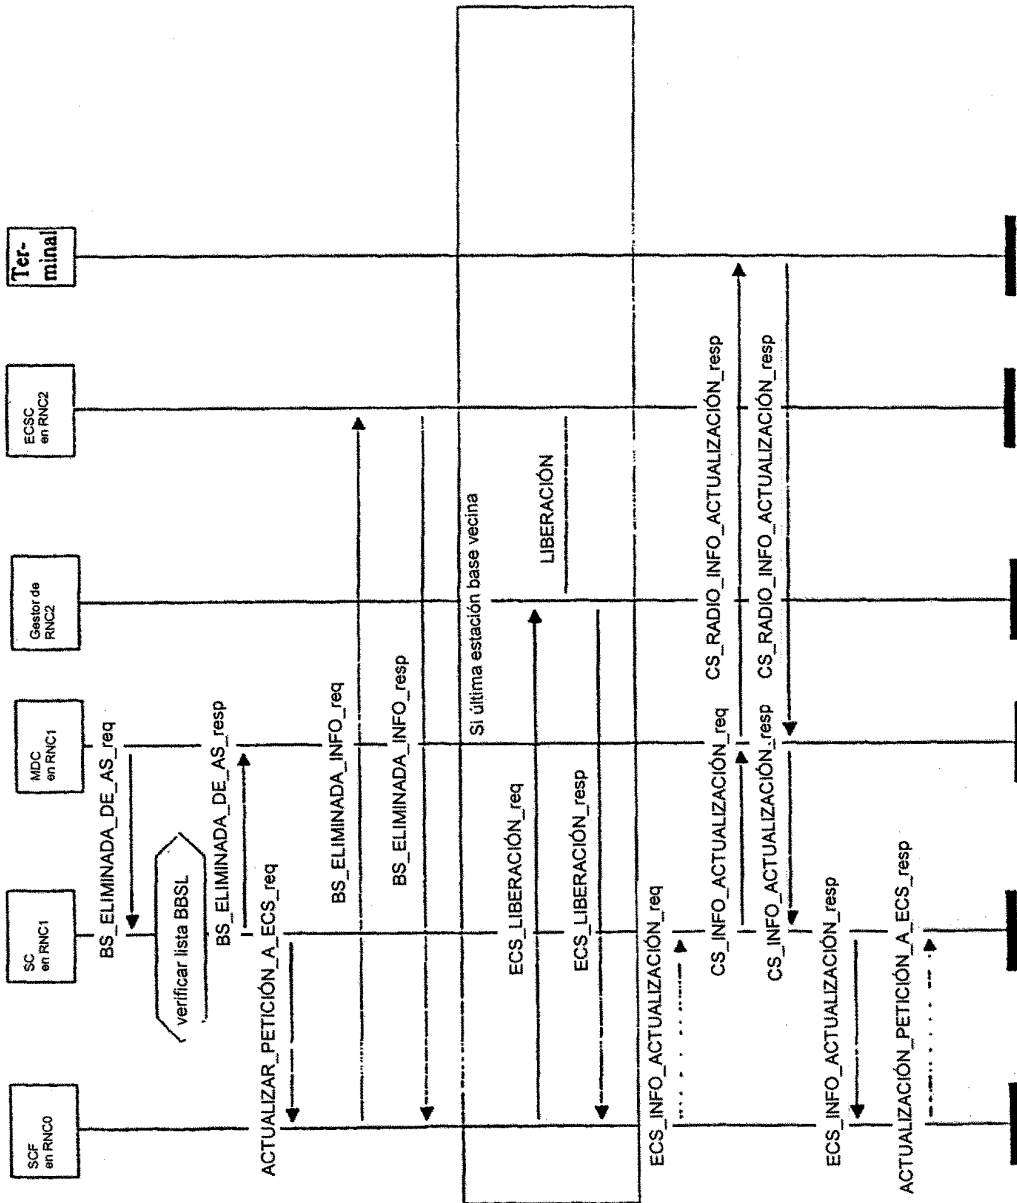 SCF
en RNC0
SC
en RNC1
MDC
en RNC1
Gestor de
RNC2
ECSC
en RNC2
Ter-
minal
BS_ELIMINADA_DE_AS_req
verificar lista BBSL
BS_ELIMINADA_DE_AS_resp
ACTUALIZAR_PETICIÓN_A_ECS_req
BS_ELIMINADA_INFO_req
BS_ELIMINADA_INFO_resp
Si última estación base vecina
ECS_LIBERACIÓN_req
LIBERACIÓN
ECS_LIBERACIÓN_resp
ECS_INFO_ACTUALIZACIÓN_req
CS_INFO_ACTUALIZACIÓN_req
CS_RADIO_INFO_ACTUALIZACIÓN_resp
CS_INFO_ACTUALIZACIÓN_resp
CS_RADIO_INFO_ACTUALIZACIÓN_resp
ECS_INFO_ACTUALIZACIÓN_resp
ACTUALIZACIÓN_PETICIÓN_A_ECS_resp